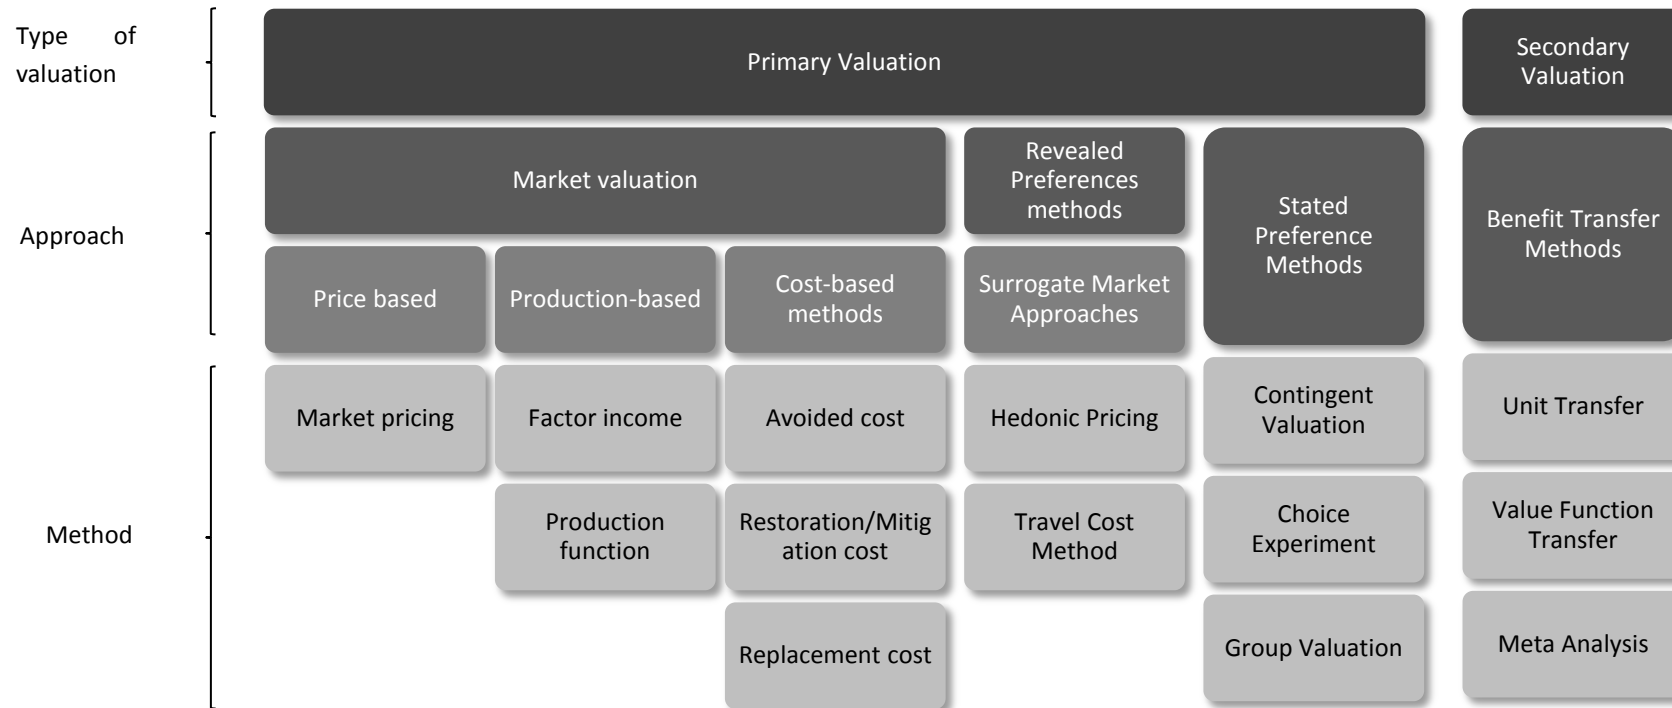 Type of
valuation
Primary Valuation
Secondary
Valuation
Approach
Market valuation
Revealed
Preferences
methods
Stated
Preference
Methods
Benefit Transfer
Methods
Price based
Production-based
Cost-based
methods
Surrogate Market
Approaches
Method
Market pricing
Factor income
Avoided cost
Hedonic Pricing
Contingent
Valuation
Unit Transfer
Production
function
Restoration/Mitig
ation cost
Travel Cost
Method
Choice
Experiment
Value Function
Transfer
Replacement cost
Group Valuation
Meta Analysis